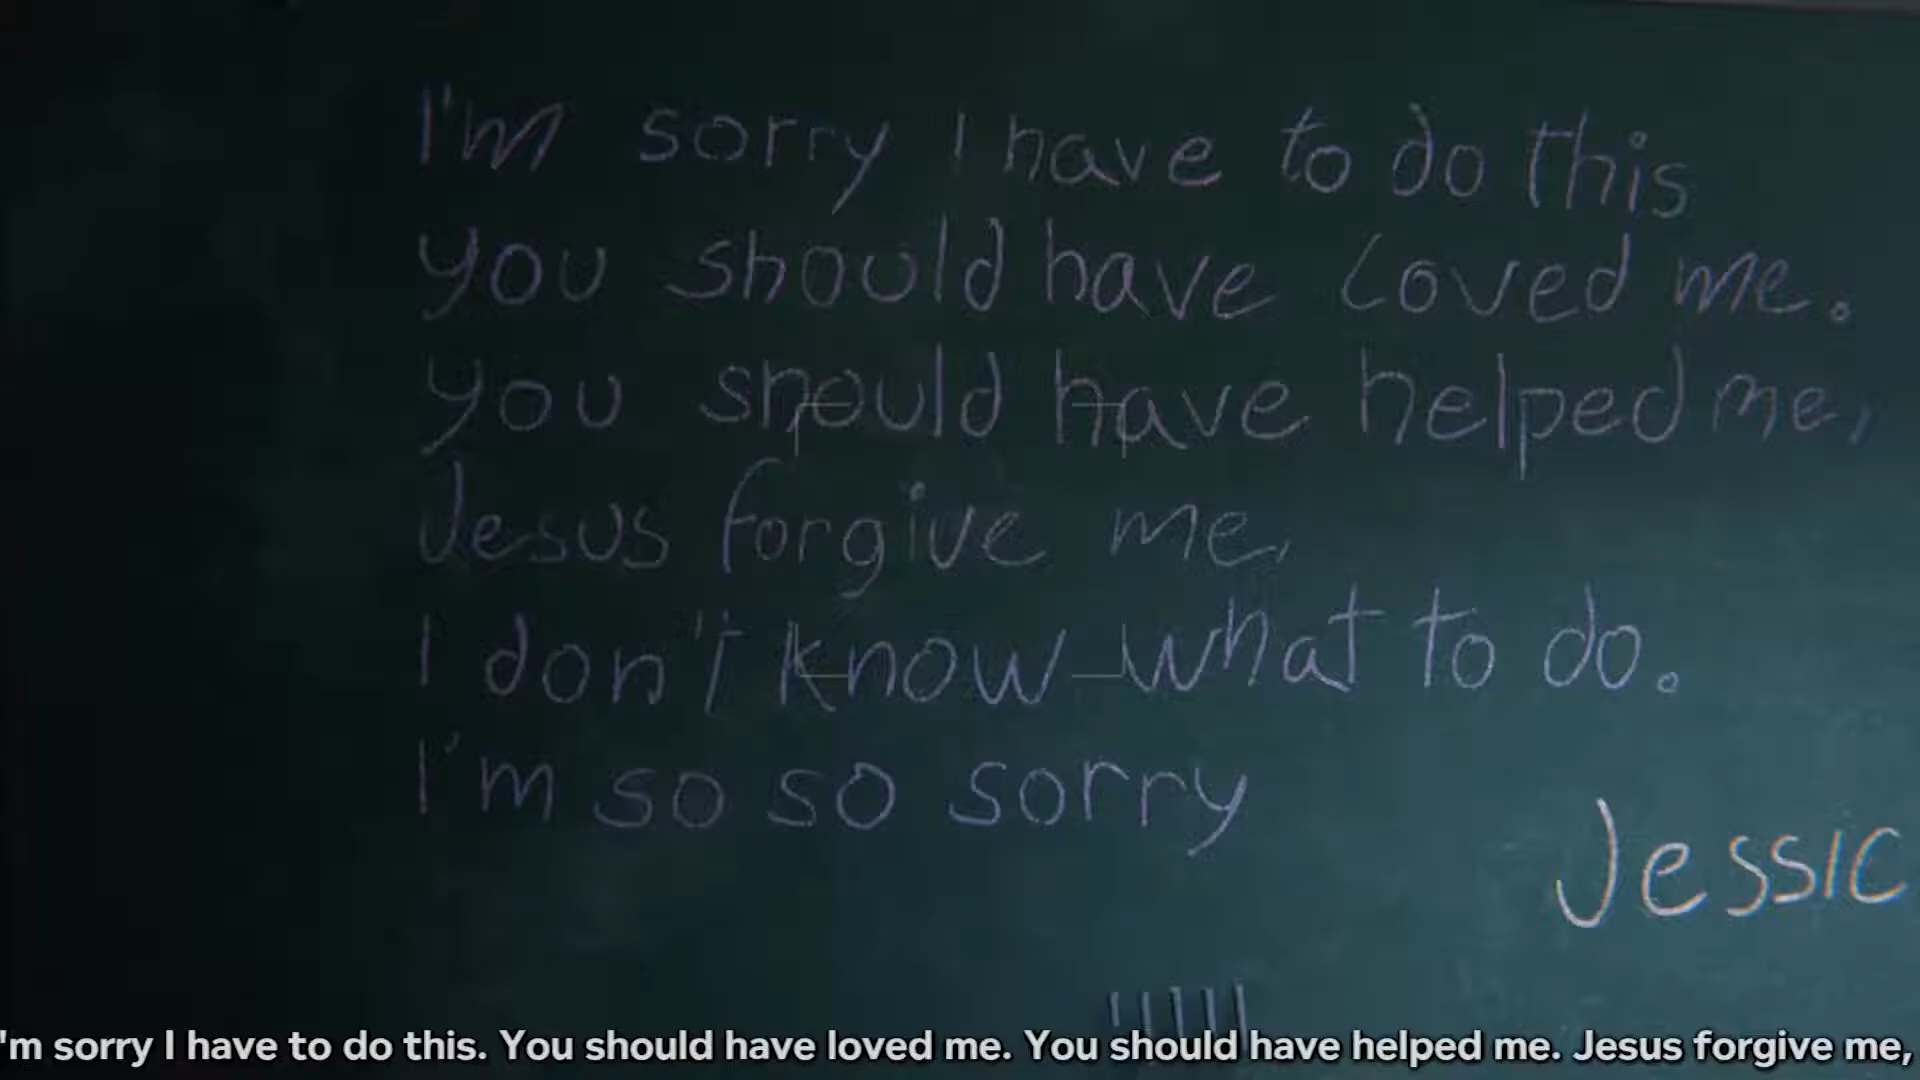 I'm sorry I have to do this
you should have Loved me.
you should have helped me,
Jesus forgive me,
I don't know what to do.
I'm so so sorry
Jessic
'm sorry I have to do this. You should have loved me. You should have helped me. Jesus forgive me,